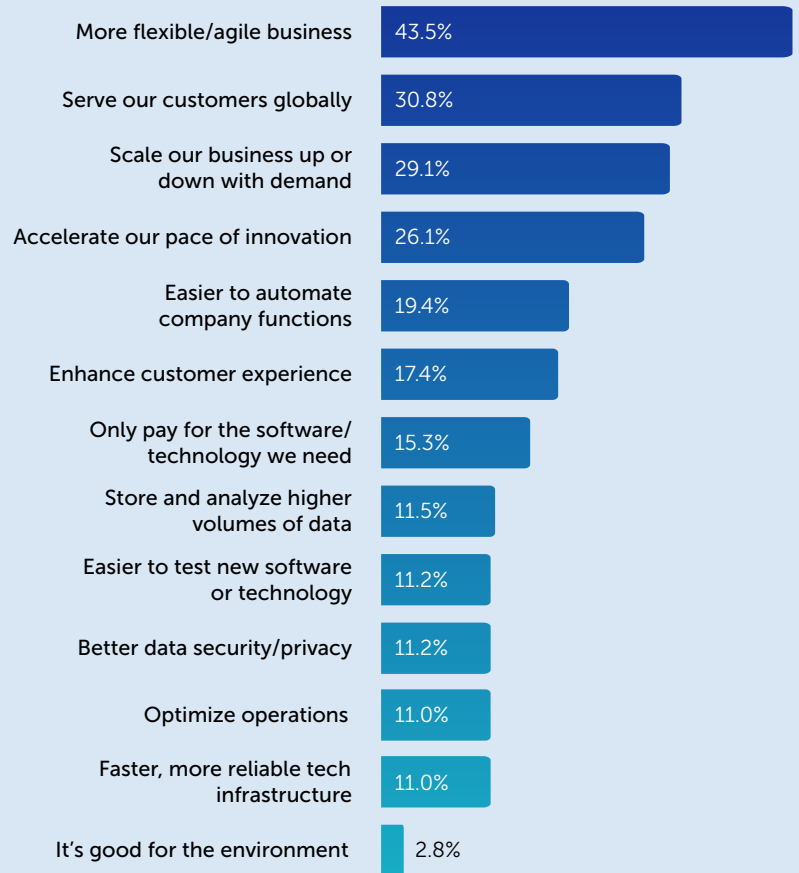 More flexible/agile business
43.5%
Serve our customers globally
30.8%
Scale our business up or
down with demand
29.1%
Accelerate our pace of innovation
26.1%
Easier to automate
company functions
19.4%
Enhance customer experience
17.4%
Only pay for the software/
technology we need
15.3%
Store and analyze higher
volumes of data
11.5%
Easier to test new software
or technology
11.2%
Better data security/privacy
11.2%
Optimize operations
11.0%
Faster, more reliable tech
infrastructure
11.0%
It’s good for the environment
2.8%